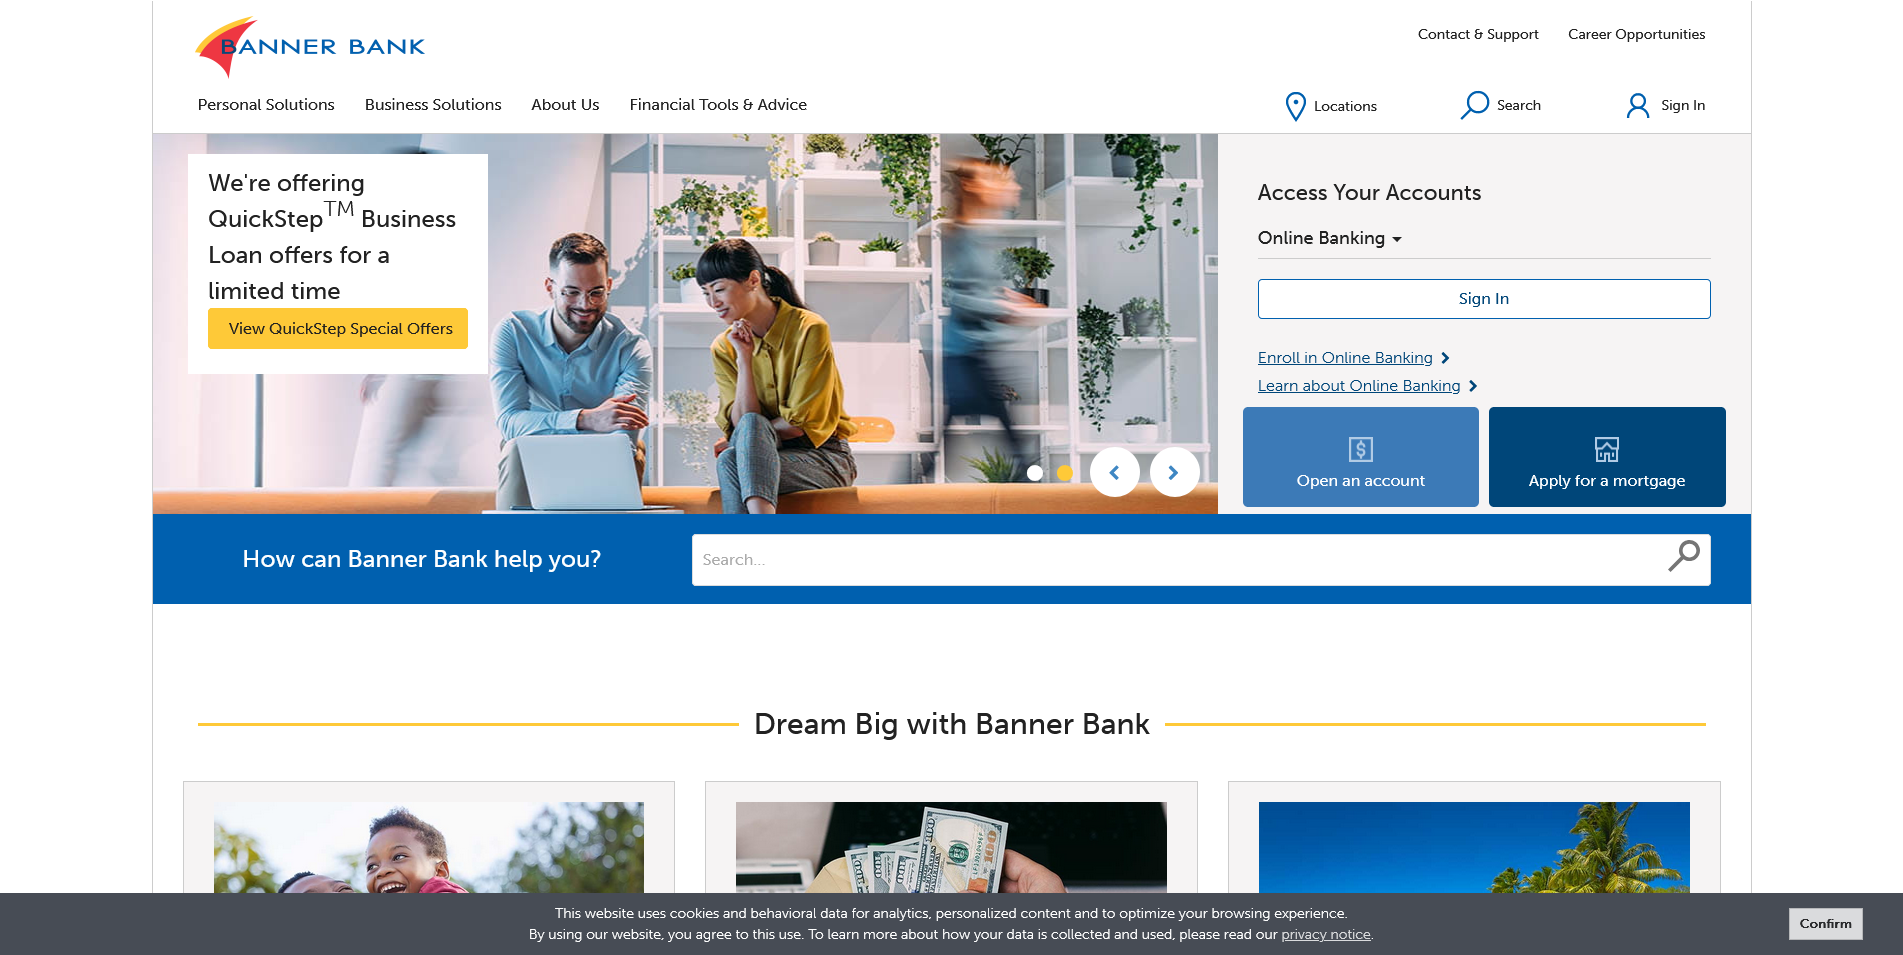 BANNER BANK
Contact & Support
Career Opportunities
Personal Solutions
Business Solutions
About Us
Financial Tools & Advice
Locations
Search
Sign In
We're offering
QuickStep™ Business
Loan offers for a
limited time
View QuickStep Special Offers
Access Your Accounts
Online Banking
Sign In
Enroll in Online Banking
Learn about Online Banking
Open an account
Apply for a mortgage
How can Banner Bank help you?
Search...
Dream Big with Banner Bank
This website uses cookies and behavioral data for analytics, personalized content and to optimize your browsing experience.
By using our website, you agree to this use. To learn more about how your data is collected and used, please read our privacy notice.
Confirm